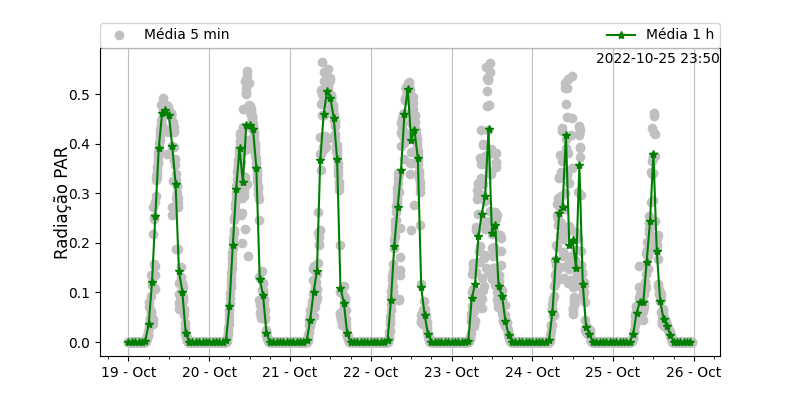 Média 5 min
Média 1 h
2022-10-25 23:50
Radiação PAR
0.5
0.4
0.3
0.2
0.1
0.0
19 - Oct
20 - Oct
21 - Oct
22 - Oct
23 - Oct
24 - Oct
25 - Oct
26 - Oct